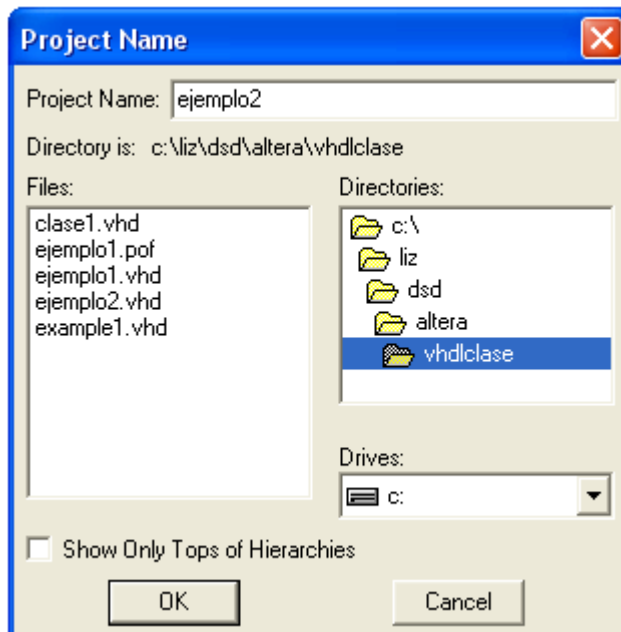 Project Name
Project Name: ejemplo2
Directory is: c:\liz\dsd\altera\vhdlclase
Files:
clase1.vhd
ejemplo1.pof
ejemplo1.vhd
ejemplo2.vhd
example1.vhd
Directories:
c:\
liz
dsd
altera
vhdlclase
Drives:
c:
Show Only Tops of Hierarchies
OK
Cancel